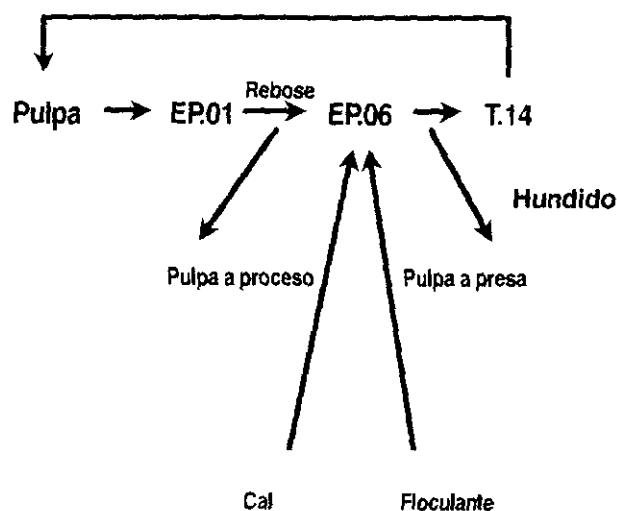 Rebose
Pulpa EP.01 EP.06 T.14
Hundido
Pulpa a proceso Pulpa a presa
Cal Floculante